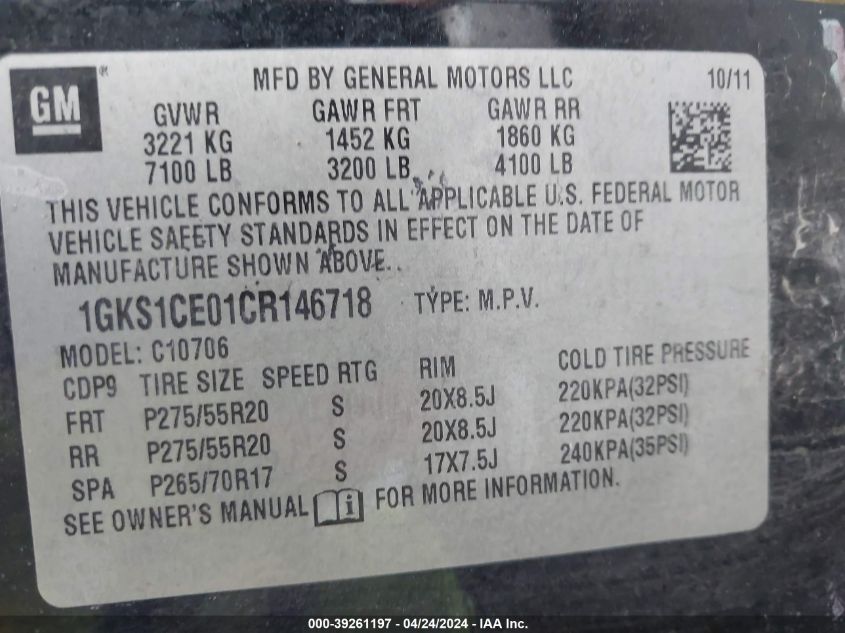 GM ®
MFD BY GENERAL MOTORS LLC 10/11
GVWR GAWR FRT GAWR RR
3221 KG 1452 KG 1860 KG
7100 LB 3200 LB 4100 LB
THIS VEHICLE CONFORMS TO ALL APPLICABLE U.S. FEDERAL MOTOR
VEHICLE SAFETY STANDARDS IN EFFECT ON THE DATE OF
MANUFACTURE SHOWN ABOVE.
1GKS1CE01CR146718 TYPE: M.P.V.
MODEL: C10706
CDP9 TIRE SIZE SPEED RTG RIM COLD TIRE PRESSURE
FRT P275/55R20 S 20X8.5J 220KPA(32PSI)
RR P275/55R20 S 20X8.5J 220KPA(32PSI)
SPA P265/70R17 S 17X7.5J 240KPA(35PSI)
SEE OWNER'S MANUAL i FOR MORE INFORMATION.
000-39261197 - 04/24/2024 - IAA Inc.